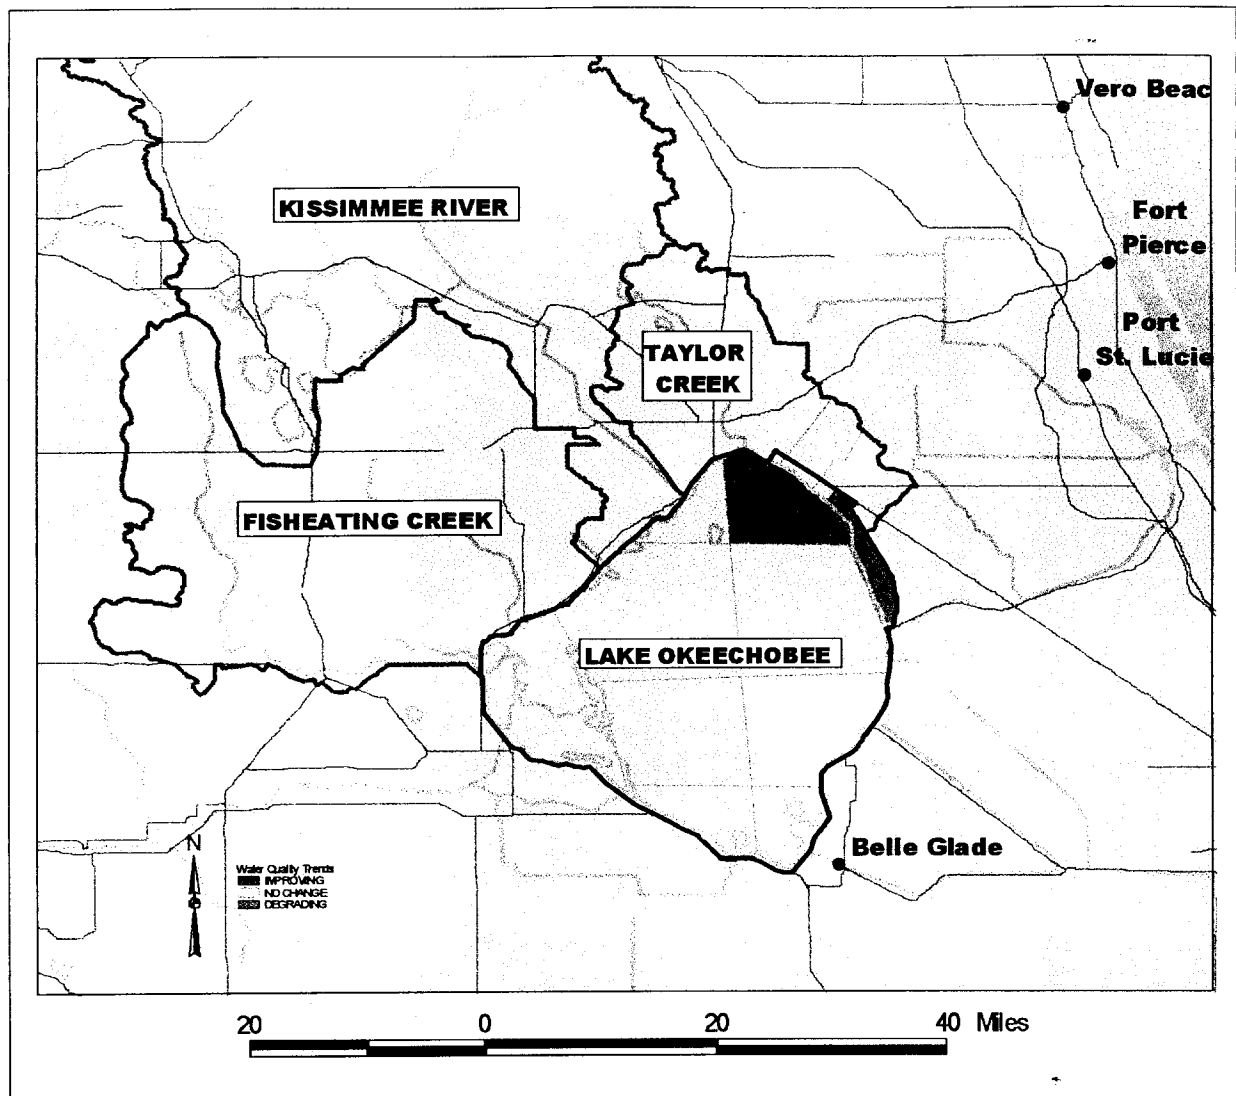 Vero Beac
KISSIMMEE RIVER
Fort
Pierce
Port
St. Lucie
TAYLOR
CREEK
FISHEATING CREEK
LAKE OKEECHOBEE
Belle Glade
N
Water Quality Trends
IMPROVING
NO CHANGE
DEGRADING
20 0 20 40 Miles